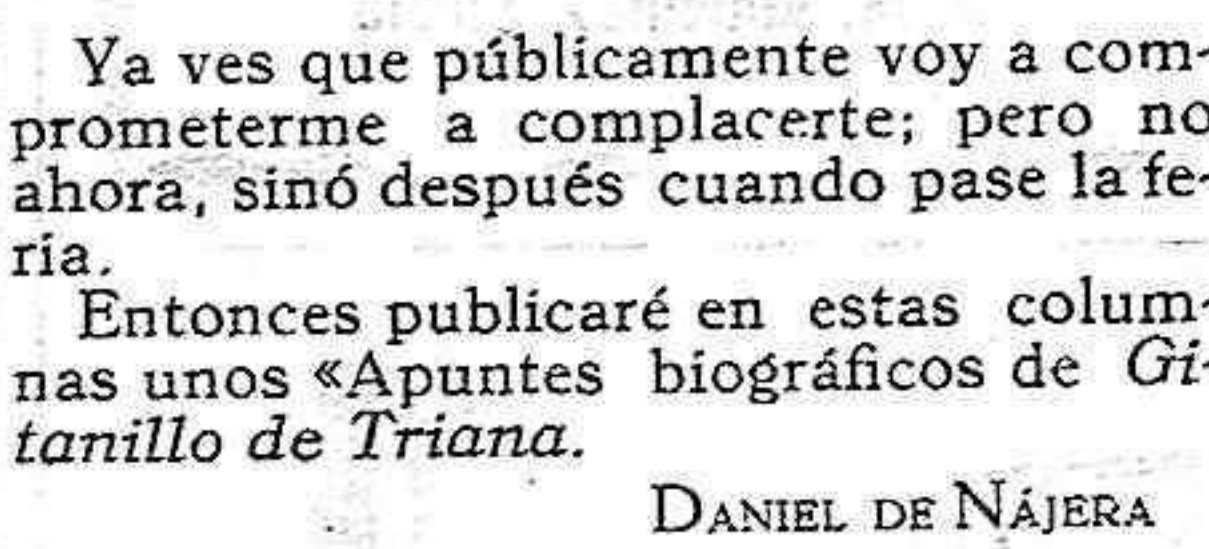 Ya ves que públicamente voy a com-
prometerme a complacerte; pero no
ahora, sinó después cuando pase la fe-
ría.
Entonces publicaré en estas colum-
nas unos «Apuntes biográficos de Gi-
tanillo de Triana.
DANIEL DE NÁJERA